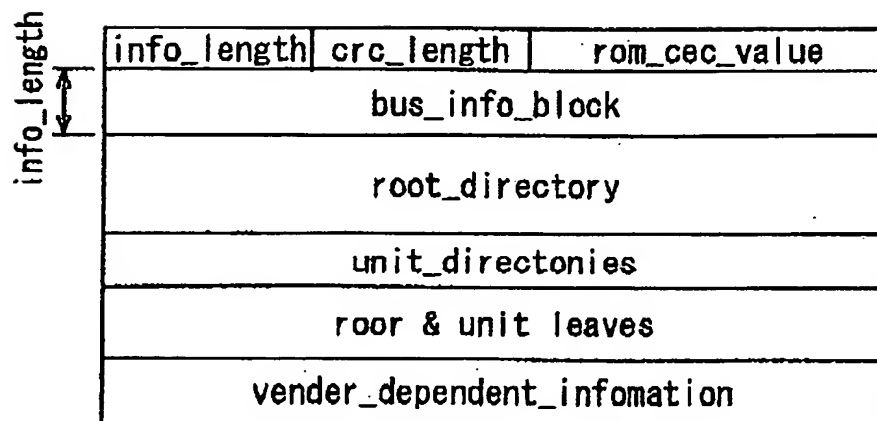 info_length crc_length rom_cec_value
info_length
bus_info_block
root_directory
unit_directonies
roor & unit leaves
vender_dependent_infomation